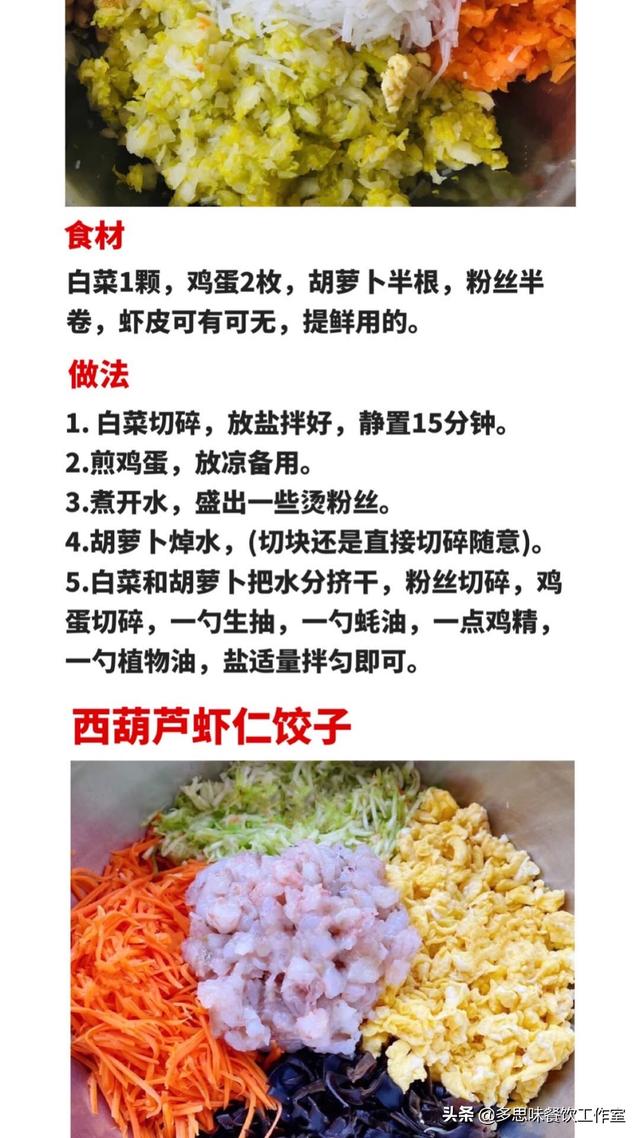 食材
白菜1颗，鸡蛋2枚，胡萝卜半根，粉丝半
卷，虾皮可有可无，提鲜用的。
做法
1. 白菜切碎，放盐拌好，静置15分钟。
2.煎鸡蛋，放凉备用。
3.煮开水，盛出一些烫粉丝。
4.胡萝卜焯水，(切块还是直接切碎随意)。
5.白菜和胡萝卜把水分挤干，粉丝切碎，鸡
蛋切碎，一勺生抽，一勺蚝油，一点鸡精，
一勺植物油，盐适量拌匀即可。
西葫芦虾仁饺子
头条 @多思味餐饮工作室